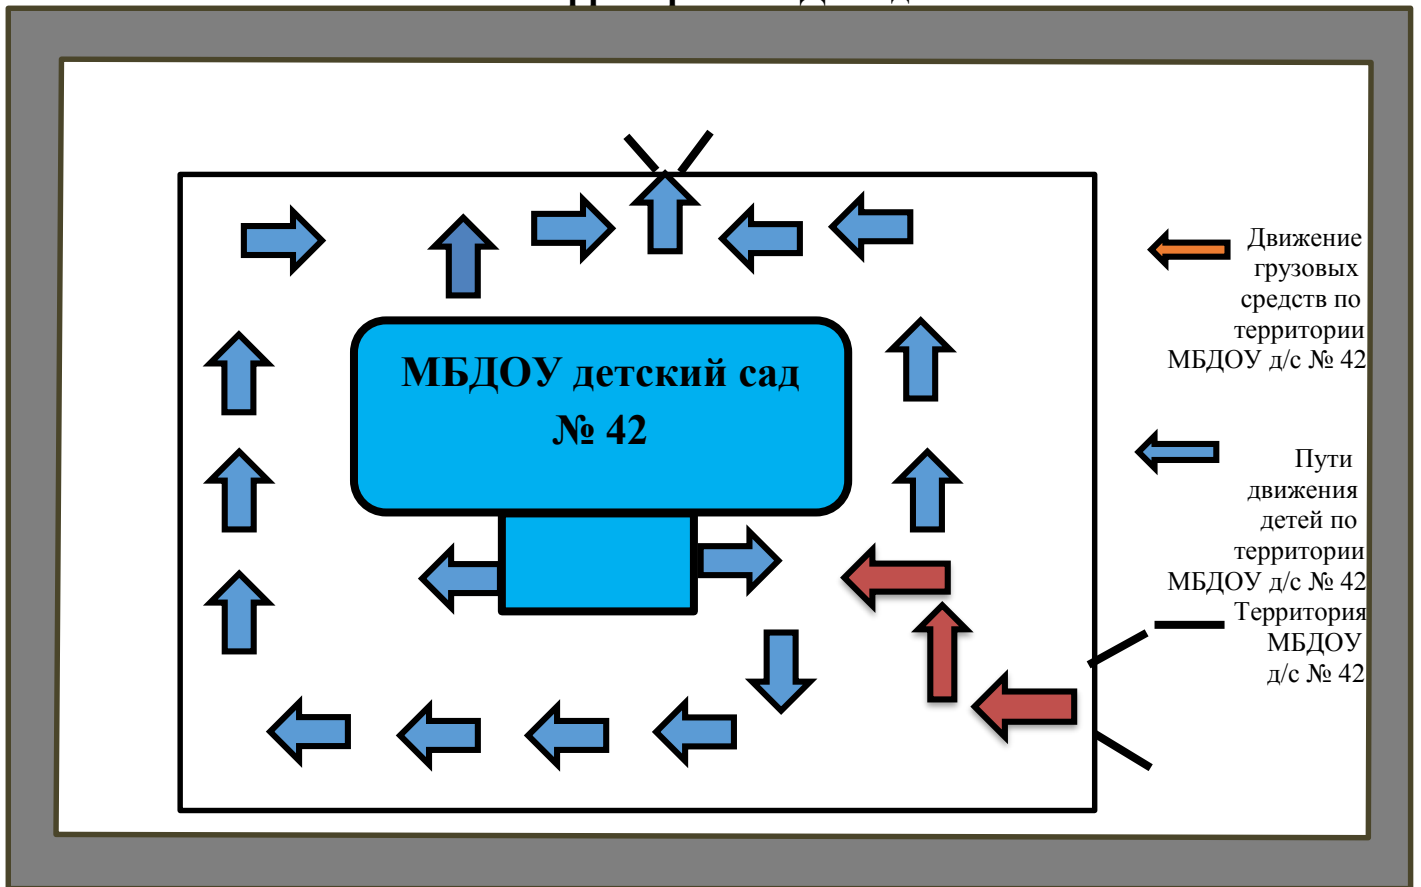 МБДОУ детский сад
№ 42
Движение
грузовых
средств по
территории
МБДОУ д/с № 42
Пути
движения
детей по
территории
МБДОУ д/с № 42
Территория
МБДОУ
д/с № 42